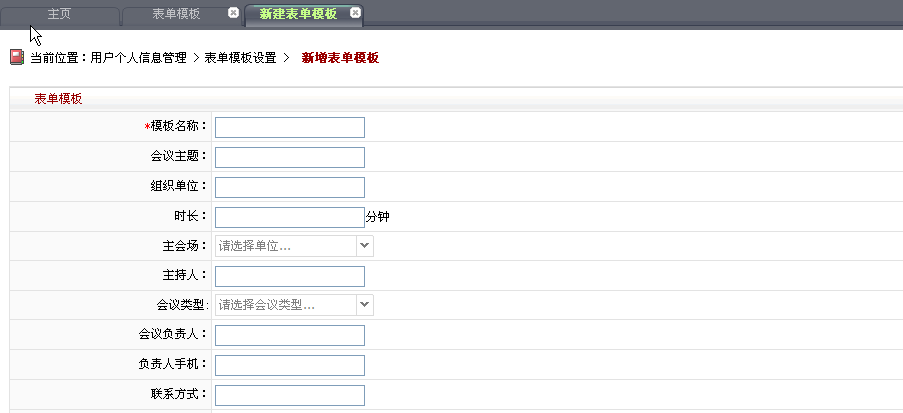 主页 表单模板 新建表单模板
当前位置：用户个人信息管理 > 表单模板设置 > 新增表单模板
表单模板
*模板名称：
会议主题：
组织单位：
时长： 分钟
主会场： 请选择单位...
主持人：
会议类型: 请选择会议类型...
会议负责人：
负责人手机：
联系方式：